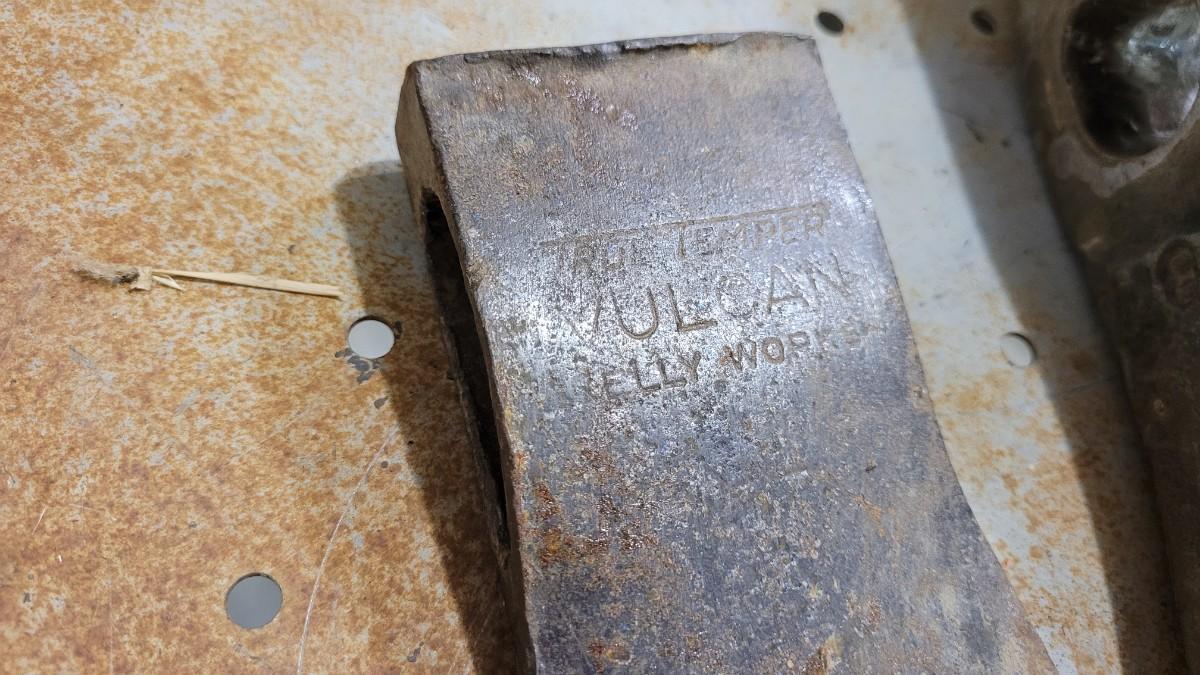 TRUE TEMPER
VULCAN
KELLY WORKS